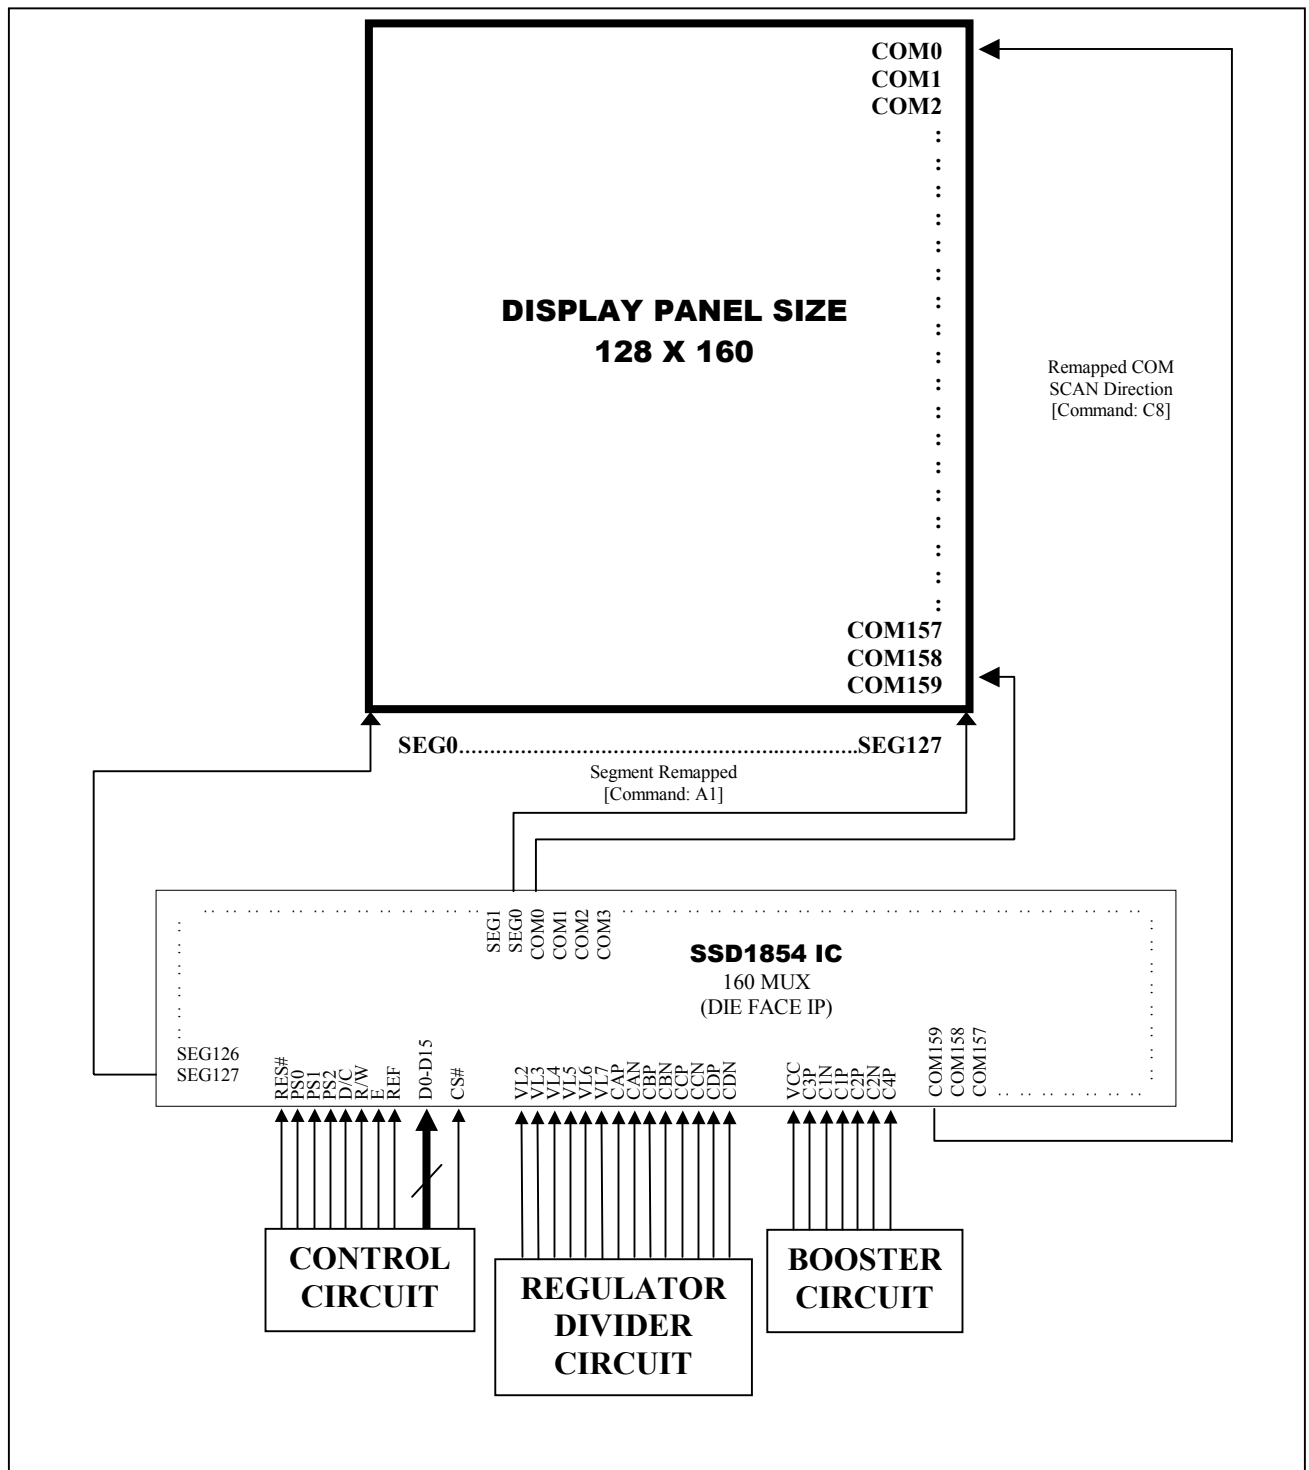 COM0
COM1
COM2
DISPLAY PANEL SIZE
128 X 160
Remapped COM
SCAN Direction
[Command: C8]
COM157
COM158
COM159
SEG0.......................................................SEG127
Segment Remapped
[Command: A1]
SEG1
SEG0
COM0
COM1
COM2
COM3
SSD1854 IC
160 MUX
(DIE FACE IP)
SEG126
SEG127
RES#
PS0
PS1
PS2
D/C
R/W
E
REF
D0-D15
CS#
VL2
VL3
VL4
VL5
VL6
VL7
CAP
CAN
CBP
CBN
CCP
CCN
CDP
CDN
VCC
C3P
C1N
C1P
C2P
C2N
C4P
COM159
COM158
COM157
CONTROL
CIRCUIT
REGULATOR
DIVIDER
CIRCUIT
BOOSTER
CIRCUIT